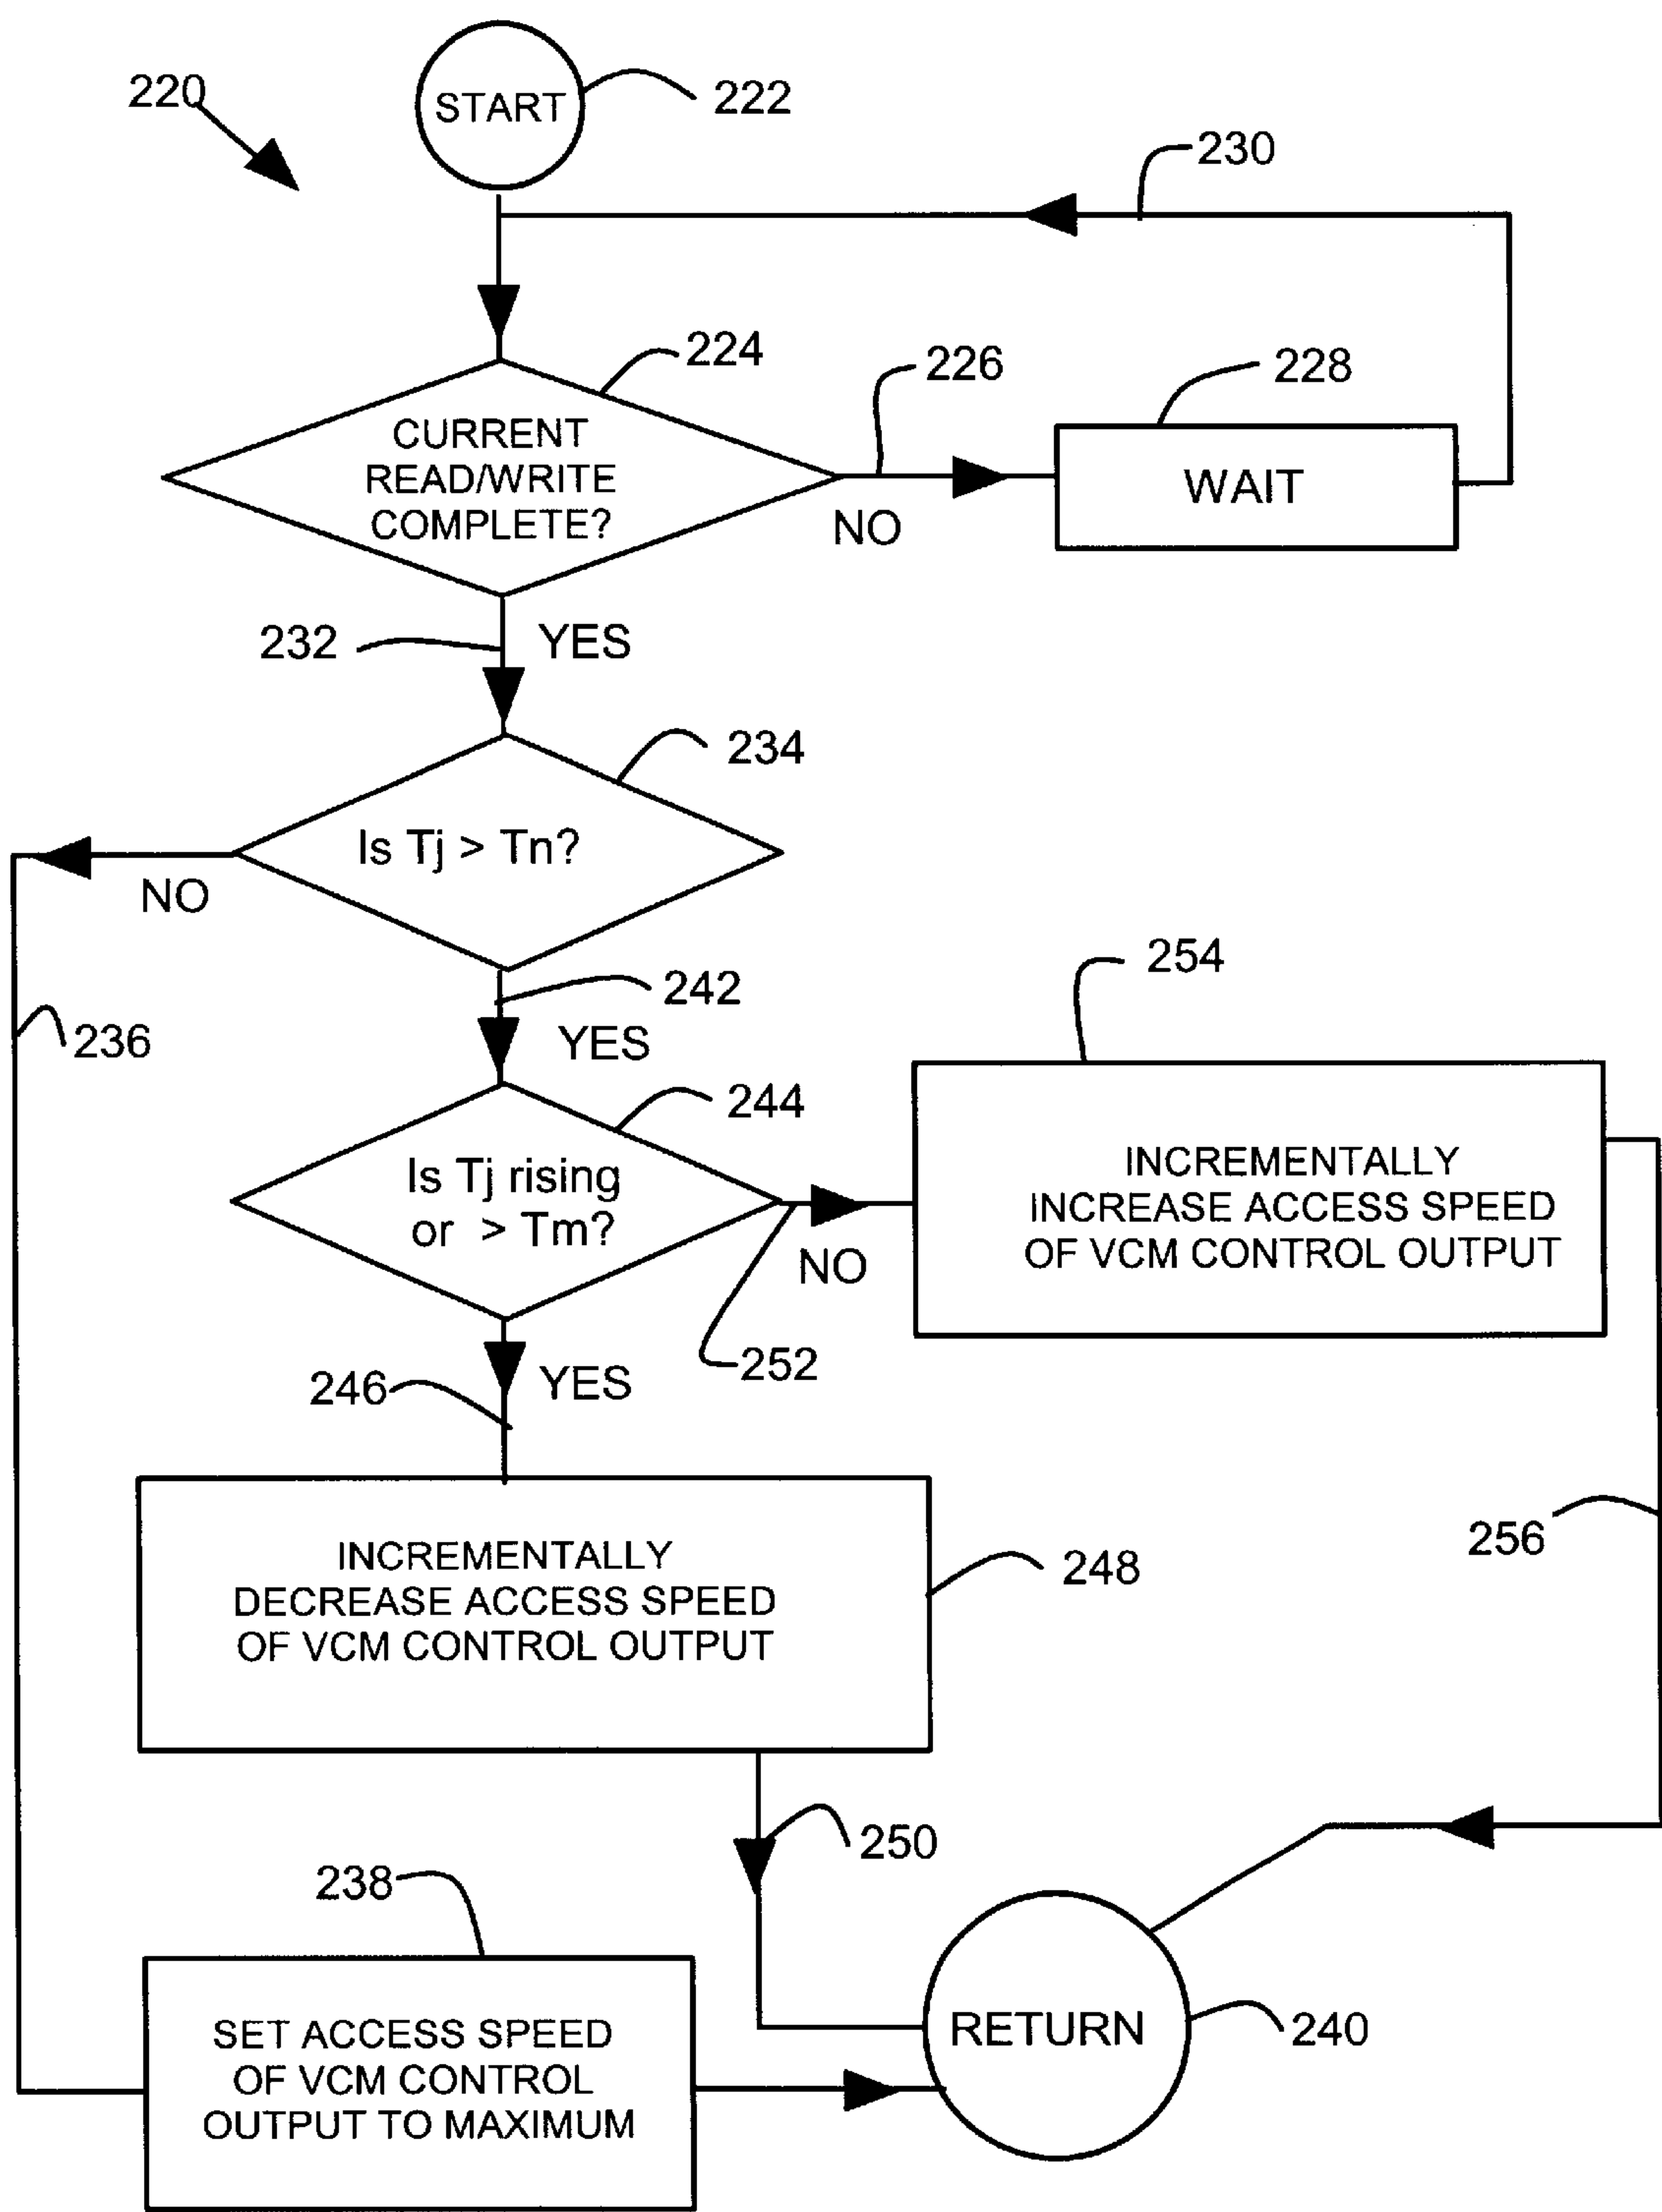 220
START
222
230
224
226
228
CURRENT
READ/WRITE
COMPLETE?
WAIT
NO
232
YES
234
Is Tj > Tn?
NO
236
242
YES
254
244
Is Tj rising
or > Tm?
NO
INCREMENTALLY
INCREASE ACCESS SPEED
OF VCM CONTROL OUTPUT
252
246
YES
256
INCREMENTALLY
DECREASE ACCESS SPEED
OF VCM CONTROL OUTPUT
248
250
238
SET ACCESS SPEED
OF VCM CONTROL
OUTPUT TO MAXIMUM
RETURN
240